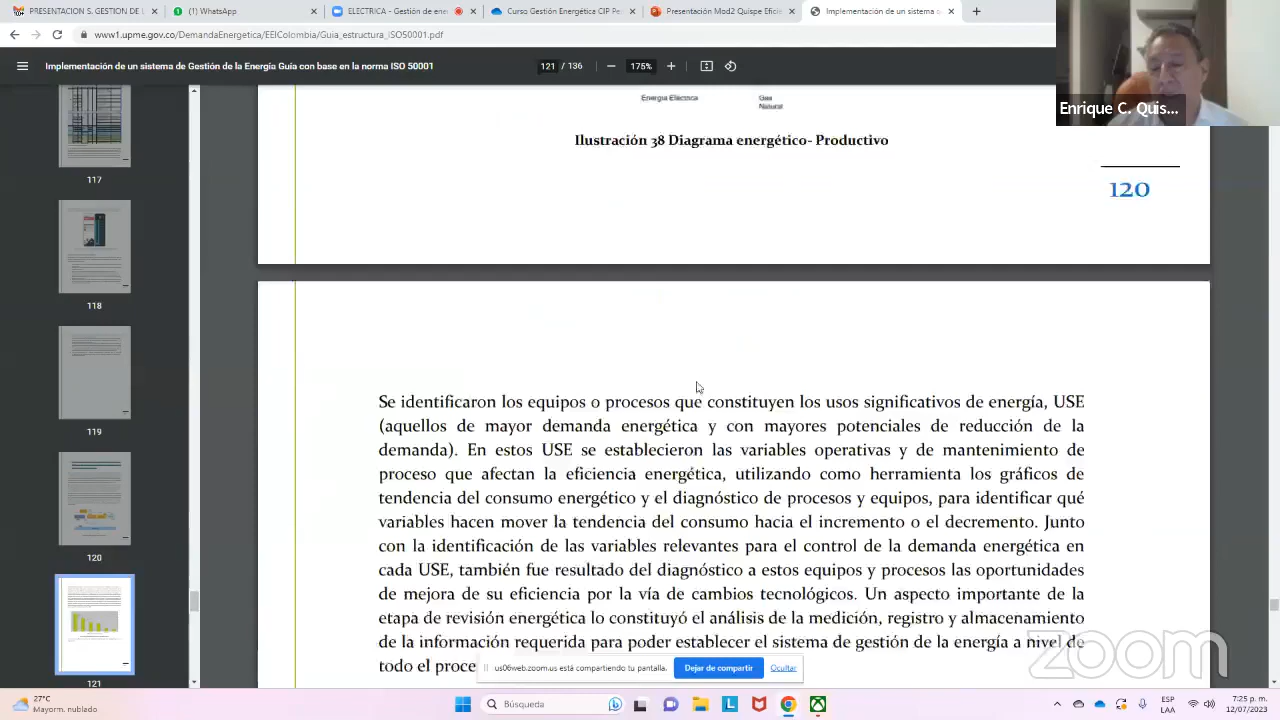 5. GESTION DE LA DEMA
(1) WhatsApp
ELECTRICA - Gestión de ener
Curso Gestión Energética CIP Pe
Presentación Mod2 Quispe Eficie
Implementación de un sistema d
www1.upme.gov.co/DemandaEnergetica/EEIColombia/Guia_estructura_ISO50001.pdf
Implementación de un sistema de Gestión de la Energía Guia con base en la norma ISO 50001
121 / 136
175%
Enrique C. Quis...
117
118
119
120
121
Energía Eléctrica
Gas
Natural
Ilustración 38 Diagrama energético- Productivo
120
Se identificaron los equipos o procesos que constituyen los usos significativos de energía, USE
(aquellos de mayor demanda energética y con mayores potenciales de reducción de la
demanda). En estos USE se establecieron las variables operativas y de mantenimiento de
proceso que afectan la eficiencia energética, utilizando como herramienta los gráficos de
tendencia del consumo energético y el diagnóstico de procesos y equipos, para identificar qué
variables hacen mover la tendencia del consumo hacia el incremento o el decremento. Junto
con la identificación de las variables relevantes para el control de la demanda energética en
cada USE, también fue resultado del diagnóstico a estos equipos y procesos las oportunidades
de mejora de su eficiencia por la vía de cambios tecnológicos. Un aspecto importante de la
etapa de revisión energética lo constituyó el análisis de la medición, registro y almacenamiento
de la información requerida para poder establecer el sistema de gestión de la energía a nivel de
todo el proce
us06web.zoom.us está compartiendo tu pantalla.
Dejar de compartir
Ocultar
zoom
27°C
Mayorm. nublado
Búsqueda
ESP
LAA
7:25 p. m.
12/07/2023